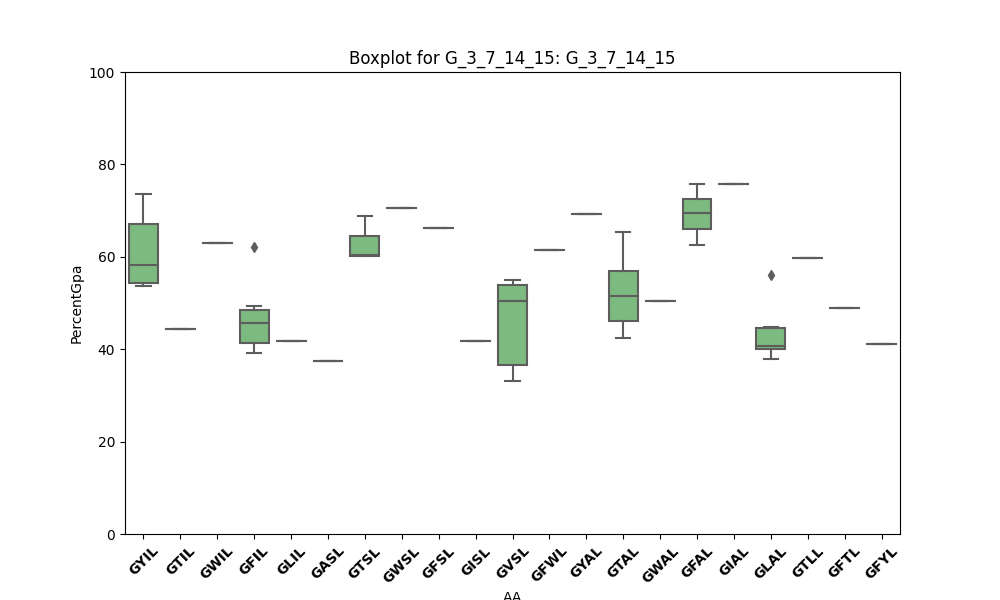 Boxplot for G_3_7_14_15: G_3_7_14_15
100
80
60
40
20
0
PercentGpa
GYIL GTIL GWIL GFIL GLIL GASL GTSL GWSL GFSL GISL GVSL GFWL GYAL GTAL GWAL GFAL GIAL GLAL GTLL GFTL GFYL
AA